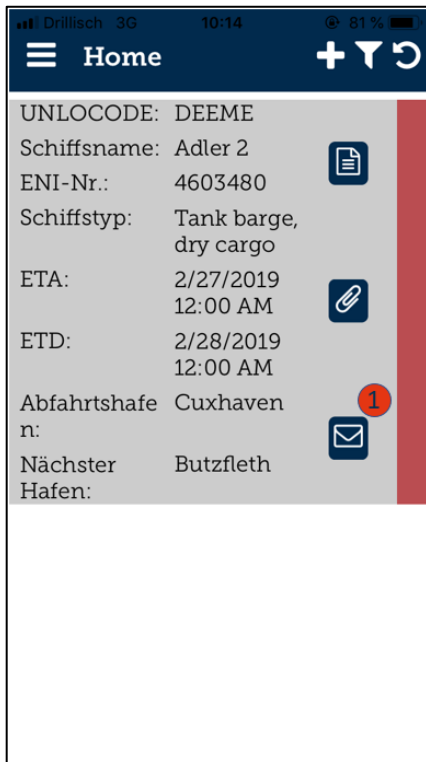 Drillisch 3G 10:14 81 %
Home
UNLOCODE: DEEME
Schiffsname: Adler 2
ENI-Nr.: 4603480
Schiffstyp: Tank barge,
dry cargo
ETA: 2/27/2019
12:00 AM
ETD: 2/28/2019
12:00 AM
Abfahrtshafe Cuxhaven
n:
1
Nächster Butzfleth
Hafen: